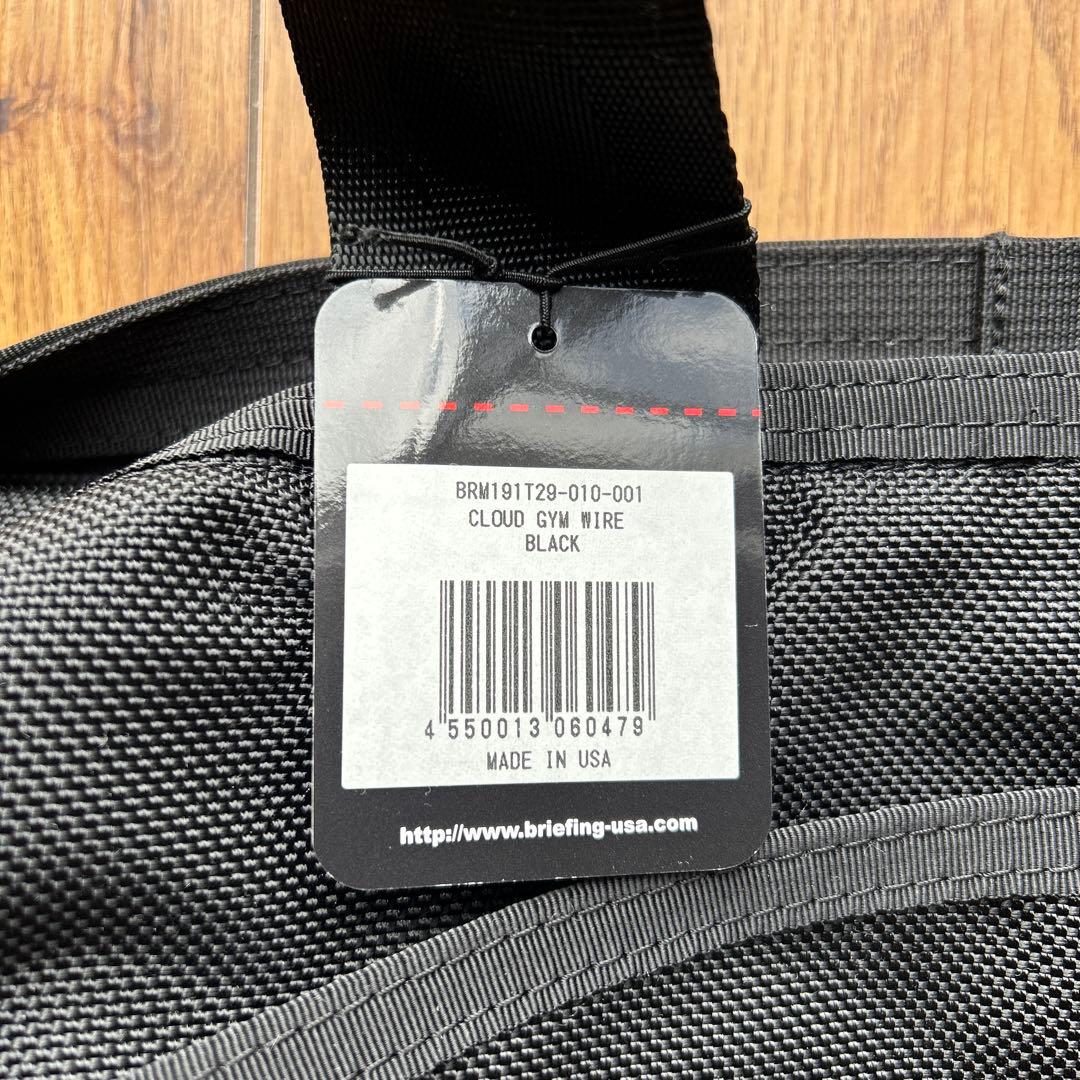 BRM191T29-010-001
CLOUD GYM WIRE
BLACK
4 550013 060479
MADE IN USA
http://www.briefing-usa.com